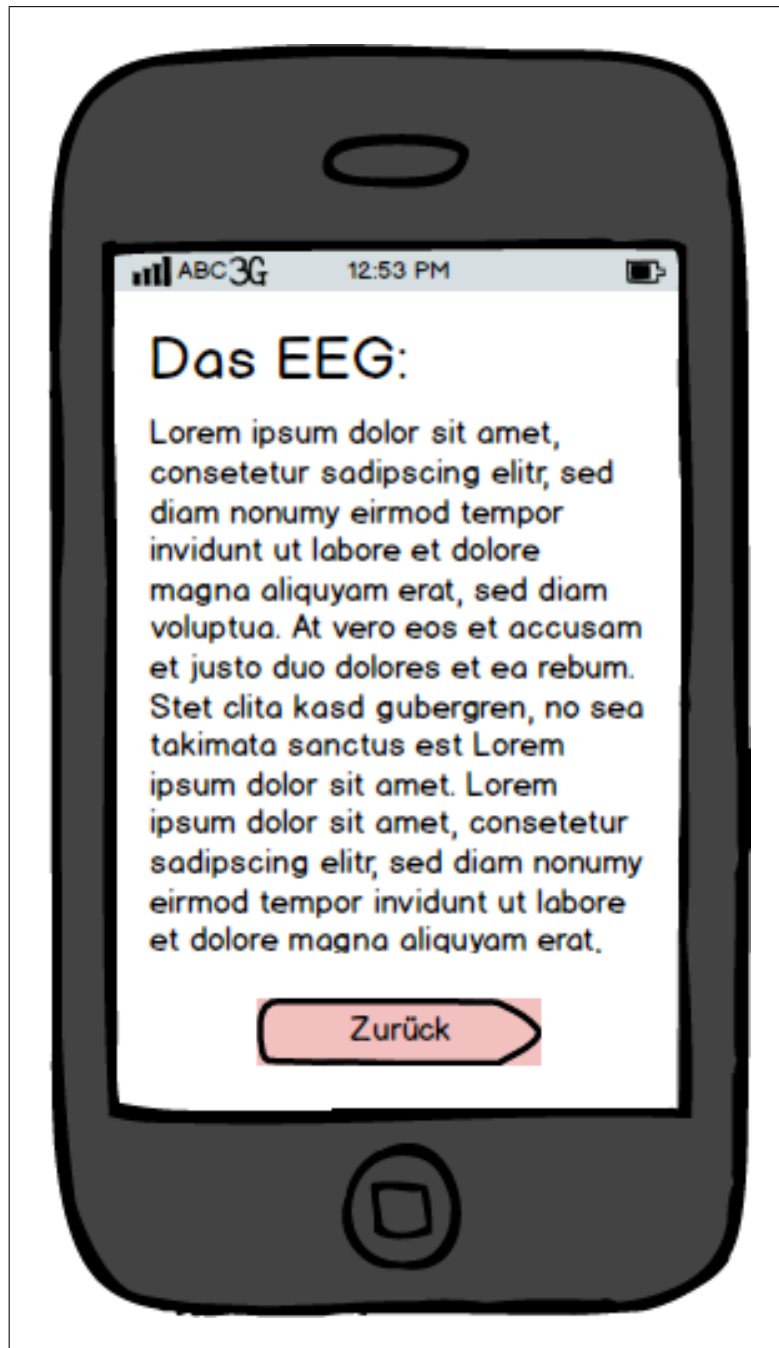 ABC 3G 12:53 PM
Das EEG:
Lorem ipsum dolor sit amet,
consetetur sadipscing elitr, sed
diam nonumy eirmod tempor
invidunt ut labore et dolore
magna aliquyam erat, sed diam
voluptua. At vero eos et accusam
et justo duo dolores et ea rebum.
Stet clita kasd gubergren, no sea
takimata sanctus est Lorem
ipsum dolor sit amet. Lorem
ipsum dolor sit amet, consetetur
sadipscing elitr, sed diam nonumy
eirmod tempor invidunt ut labore
et dolore magna aliquyam erat.
Zurück